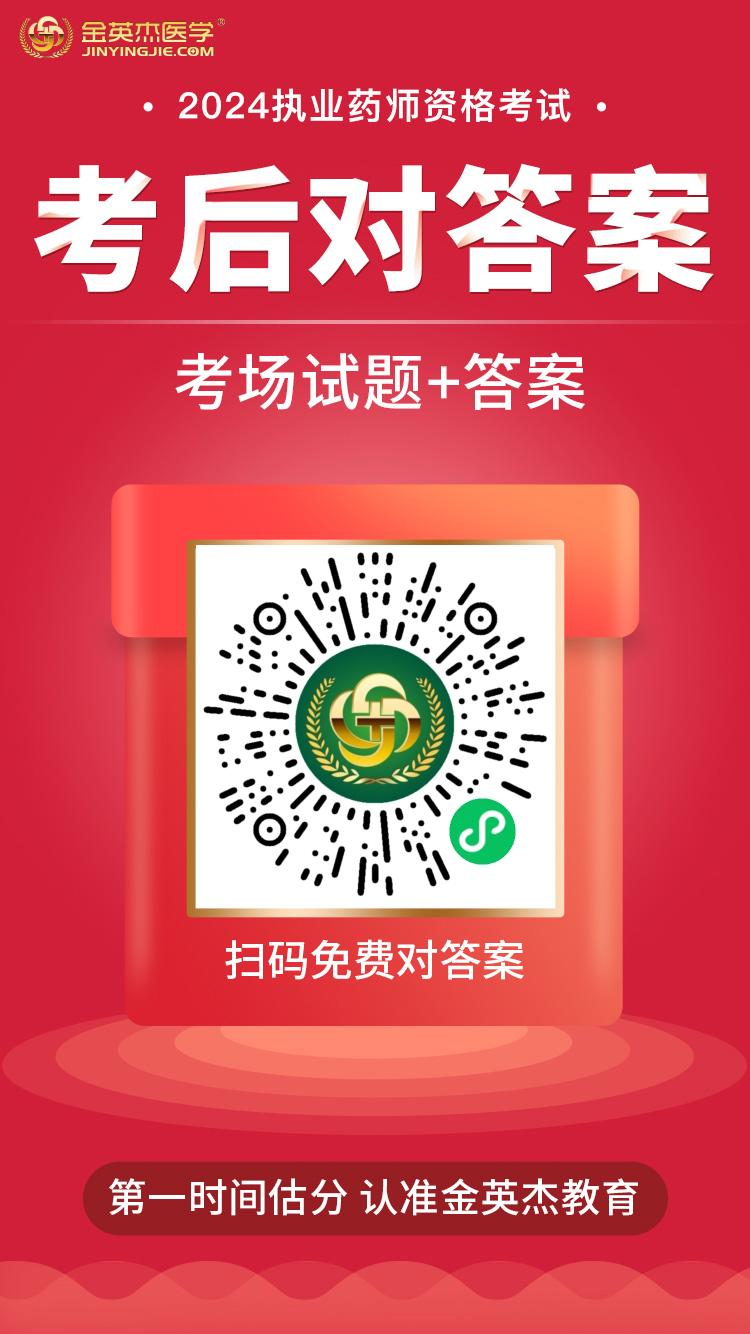 金英杰医学®
JINYINGJIE.COM
• 2024执业药师资格考试 •
考后对答案
考场试题+答案
扫码免费对答案
第一时间估分 认准金英杰教育